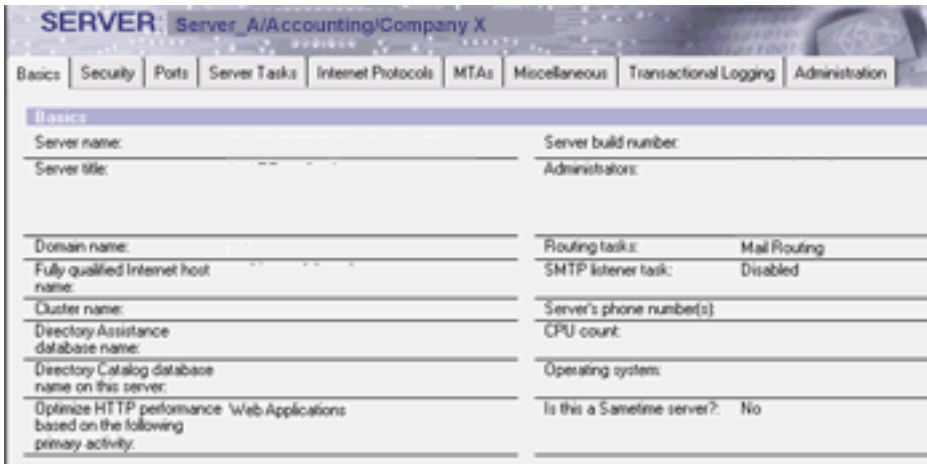 SERVER: Server_A/Accounting/Company X
Basics Security Ports Server Tasks Internet Protocols MTAs Miscellaneous Transactional Logging Administration
Basics
Server name: Server build number:
Server title: Administrators:
Domain name: Routing tasks: Mail Routing
Fully qualified Internet host SMTP listener task: Disabled
name:
Cluster name: Server's phone number(s):
Directory Assistance CPU count:
database name:
Directory Catalog database Operating system:
name on this server:
Optimize HTTP performance Web Applications Is this a Sametime server?: No
based on the following
primary activity: